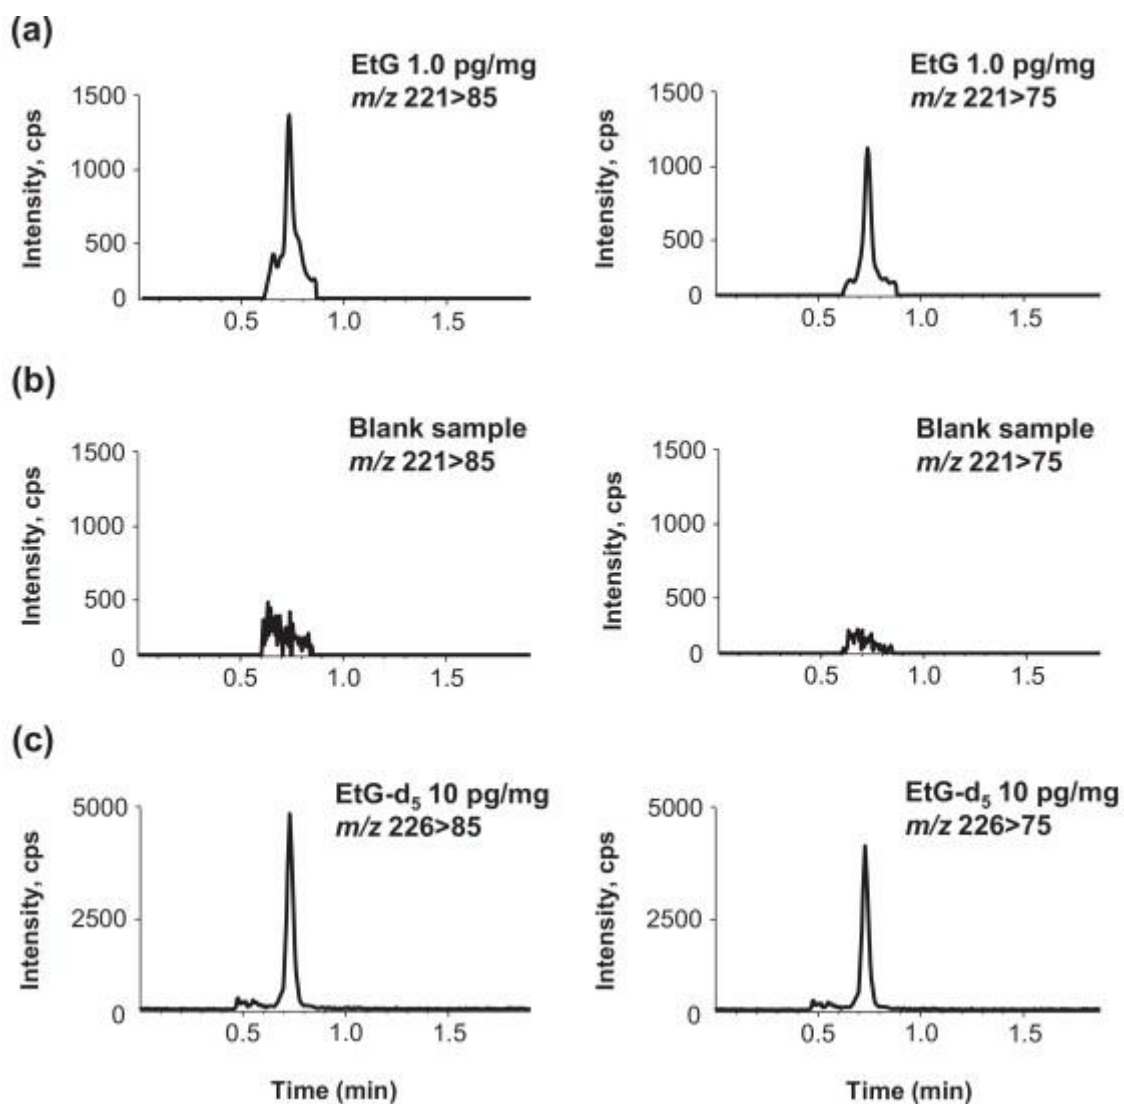 (a)
EtG 1.0 pg/mg
m/z 221>85
Intensity, cps
1500
1000
500
0
0.5 1.0 1.5
EtG 1.0 pg/mg
m/z 221>75
Intensity, cps
1500
1000
500
0
0.5 1.0 1.5
(b)
Blank sample
m/z 221>85
Intensity, cps
1500
1000
500
0
0.5 1.0 1.5
Blank sample
m/z 221>75
Intensity, cps
1500
1000
500
0
0.5 1.0 1.5
(c)
EtG-d₅ 10 pg/mg
m/z 226>85
Intensity, cps
5000
2500
0
0.5 1.0 1.5
Time (min)
EtG-d₅ 10 pg/mg
m/z 226>75
Intensity, cps
5000
2500
0
0.5 1.0 1.5
Time (min)